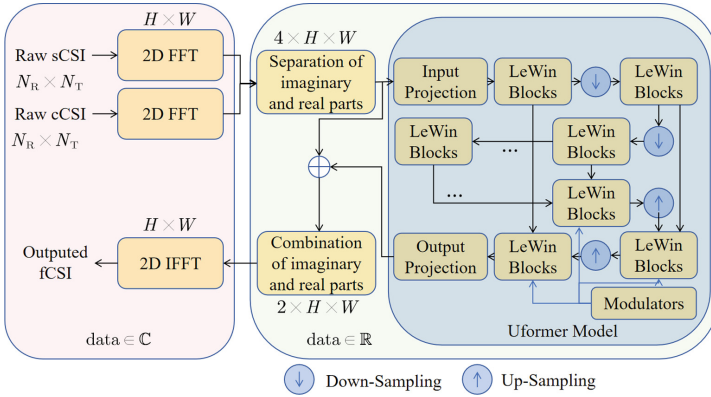 H × W
Raw sCSI
N_R × N_T
2D FFT
Raw cCSI
N_R × N_T
2D FFT
H × W
Outputed
fCSI
2D IFFT
data ∈ ℂ
4 × H × W
Separation of
imaginary
and real parts
Combination
of imaginary
and real parts
2 × H × W
data ∈ ℝ
Input
Projection
LeWin
Blocks
LeWin
Blocks
LeWin
Blocks
...
LeWin
Blocks
...
LeWin
Blocks
Output
Projection
LeWin
Blocks
LeWin
Blocks
Modulators
Uformer Model
Down-Sampling
Up-Sampling